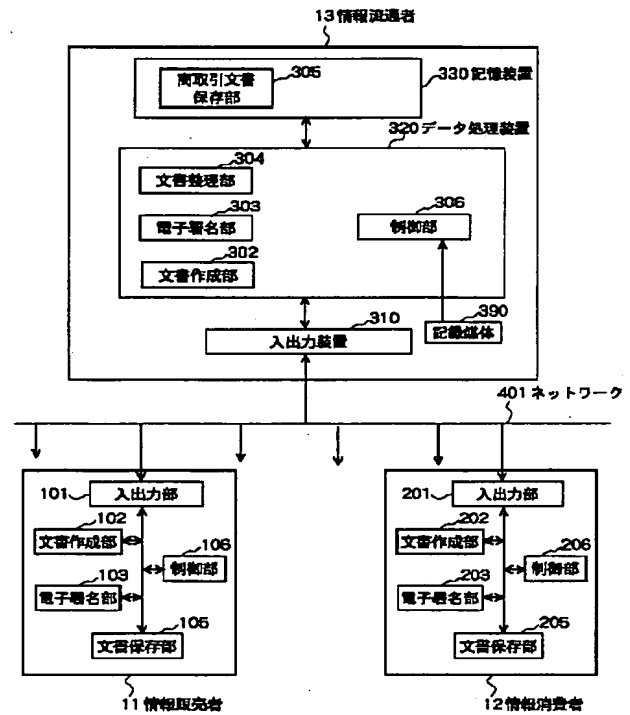 13 情報流通者
商取引文書
保存部
305
330 記憶装置
320 データ処理装置
304
文書整理部
303
電子署名部
302
文書作成部
306
制御部
310
入出力装置
390
記録媒体
401 ネットワーク
101
入出力部
102
文書作成部
106
制御部
103
電子署名部
105
文書保存部
11 情報販売者
201
入出力部
202
文書作成部
206
制御部
203
電子署名部
205
文書保存部
12 情報消費者